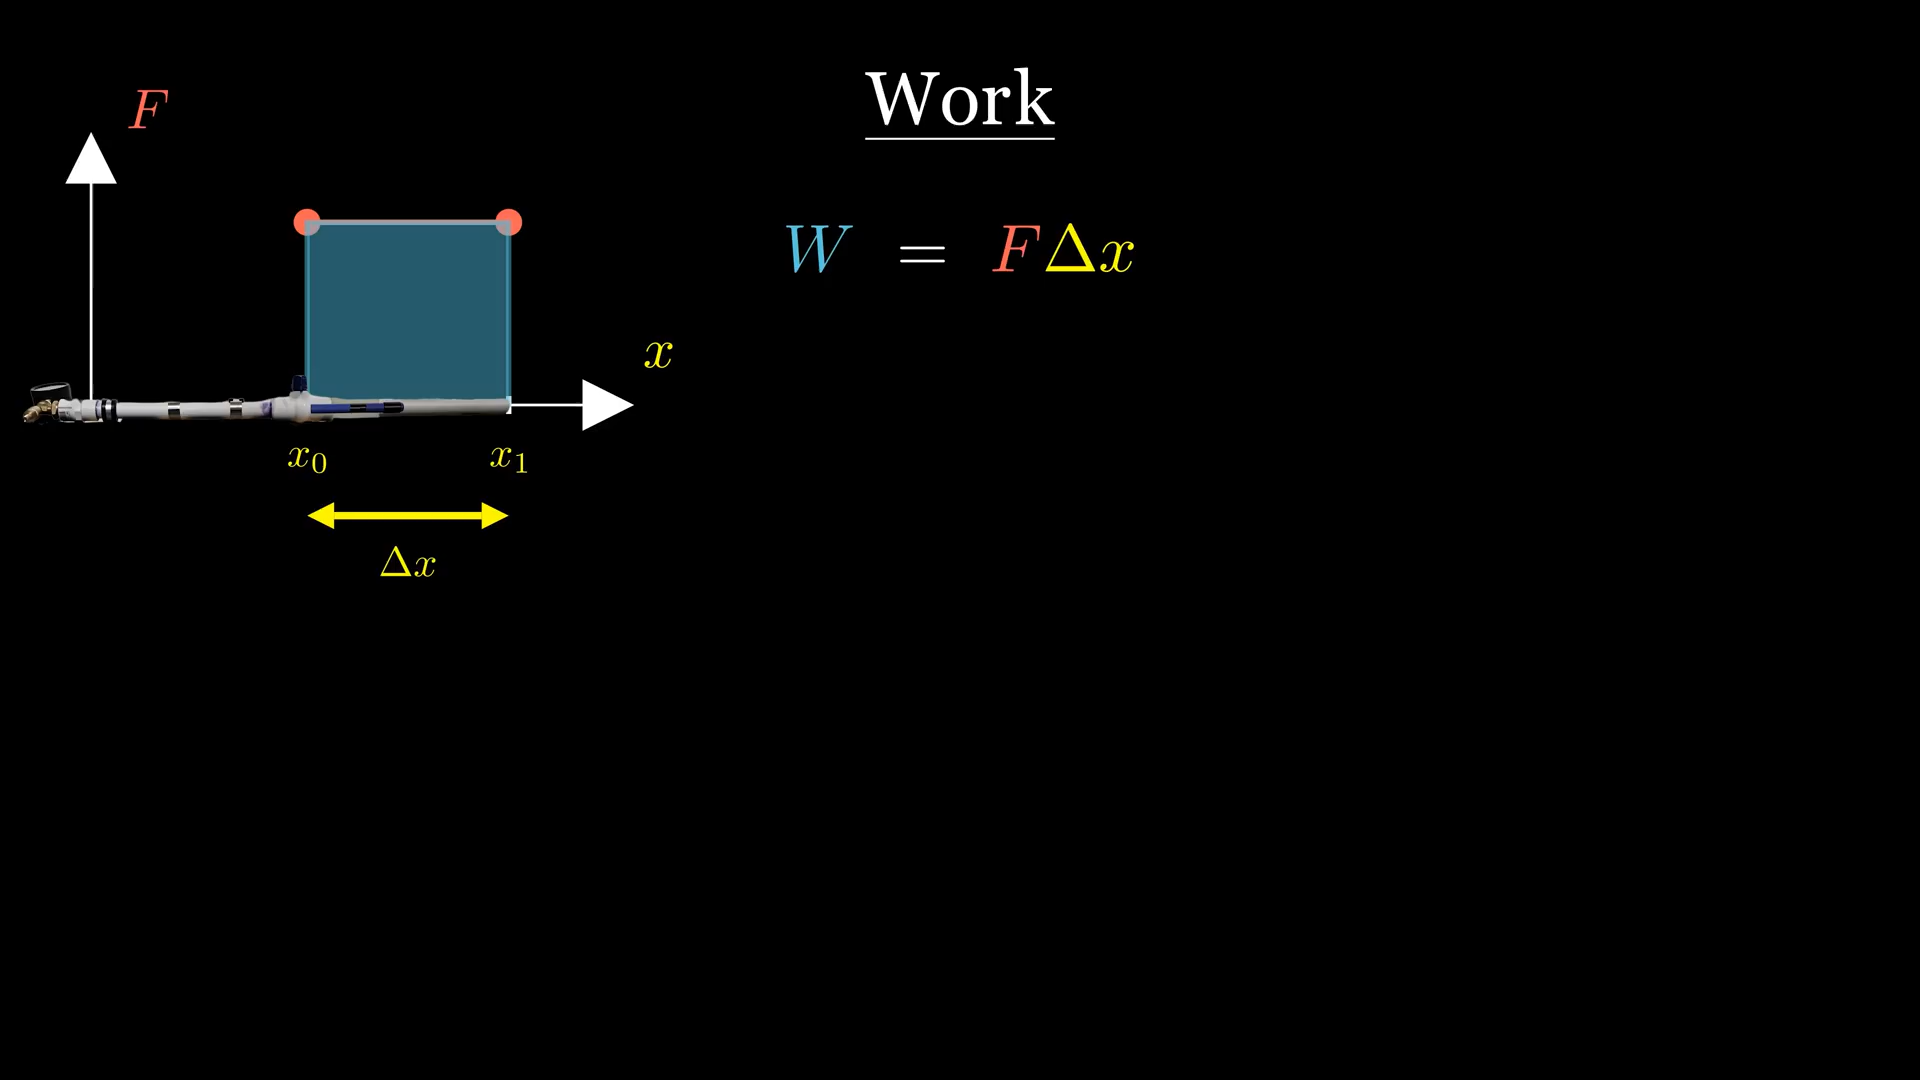 Work
F
W = FΔx
x
x₀ x₁
Δx